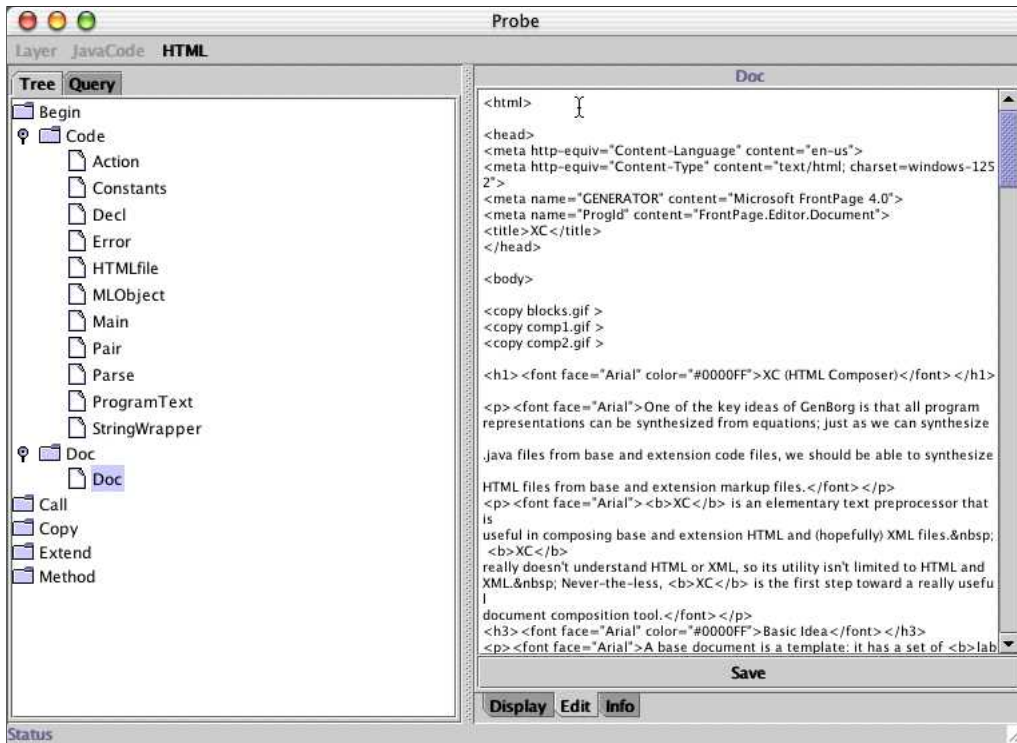 Probe
Layer JavaCode HTML
Tree Query
Begin
Code
Action
Constants
Decl
Error
HTMLfile
MLObject
Main
Pair
Parse
ProgramText
StringWrapper
Doc
Doc
Call
Copy
Extend
Method
Doc
<html>
<head>
<meta http-equiv="Content-Language" content="en-us">
<meta http-equiv="Content-Type" content="text/html; charset=windows-125
2">
<meta name="GENERATOR" content="Microsoft FrontPage 4.0">
<meta name="ProgId" content="FrontPage.Editor.Document">
<title>XC</title>
</head>
<body>
<copy blocks.gif >
<copy comp1.gif >
<copy comp2.gif >
<h1><font face="Arial" color="#0000FF">XC (HTML Composer)</font></h1>
<p><font face="Arial">One of the key ideas of GenBorg is that all program
representations can be synthesized from equations; just as we can synthesize
.java files from base and extension code files, we should be able to synthesize
HTML files from base and extension markup files.</font></p>
<p><font face="Arial"><b>XC</b> is an elementary text preprocessor that
is
useful in composing base and extension HTML and (hopefully) XML files.&nbsp;
<b>XC</b>
really doesn't understand HTML or XML, so its utility isn't limited to HTML and
XML.&nbsp; Never-the-less, <b>XC</b> is the first step toward a really usefu
l
document composition tool.</font></p>
<h3><font face="Arial" color="#0000FF">Basic Idea</font></h3>
<p><font face="Arial">A base document is a template: it has a set of <b>lab
Save
Display Edit Info
Status